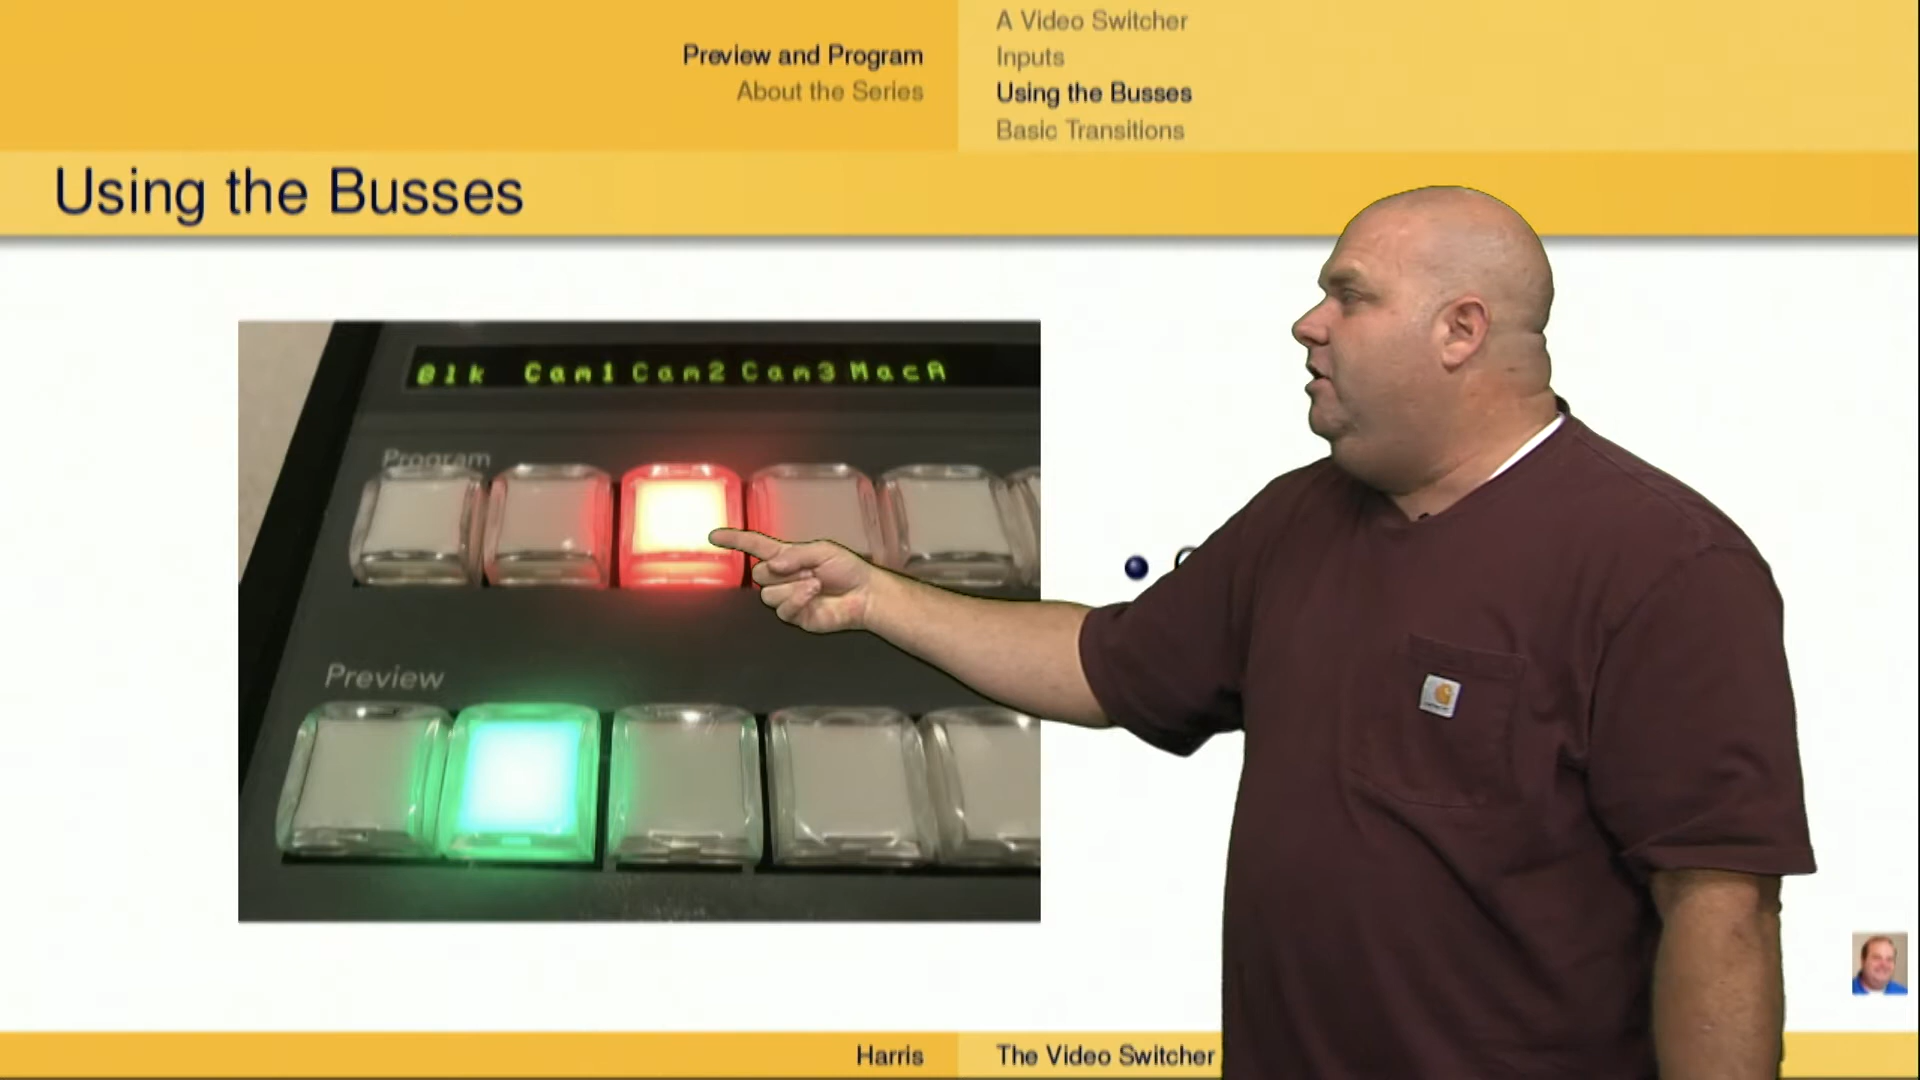 Preview and Program
About the Series
A Video Switcher
Inputs
Using the Busses
Basic Transitions
Using the Busses
Blk Cam1 Cam2 Cam3 MacA
Program
Preview
Harris
The Video Switcher